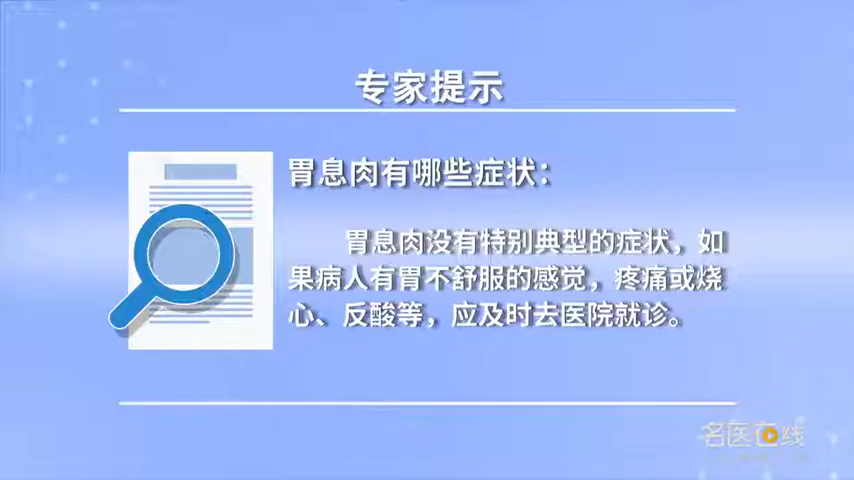 专家提示
胃息肉有哪些症状：
胃息肉没有特别典型的症状，如
果病人有胃不舒服的感觉，疼痛或烧
心、反酸等，应及时去医院就诊。
名医在线